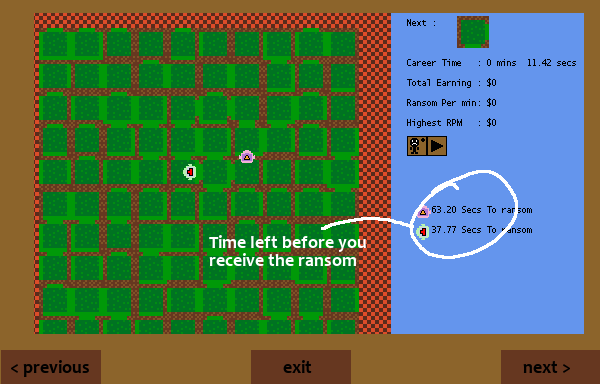 Next :
Career Time : 0 mins 11.42 secs
Total Earning : $0
Ransom Per min: $0
Highest RPM : $0
63.20 Secs To ransom
37.77 Secs To ransom
Time left before you
receive the ransom
< previous
exit
next >